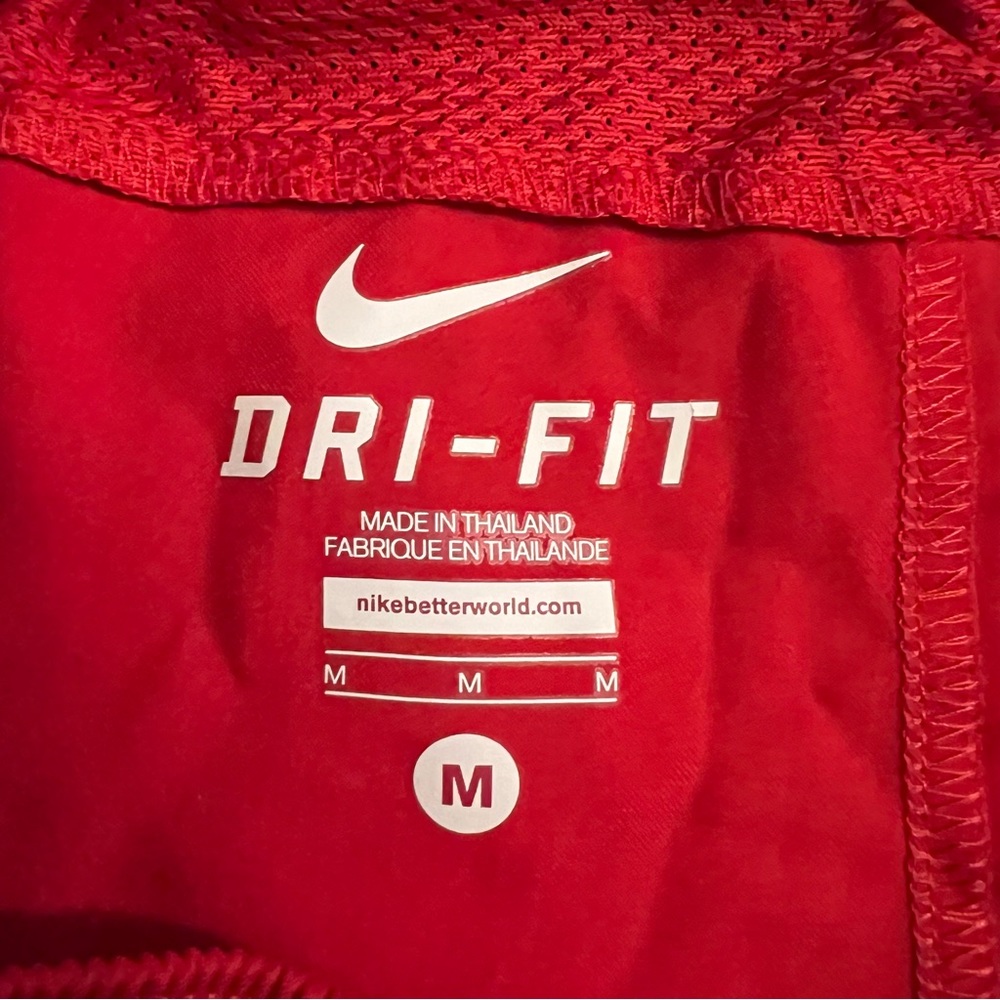 DRI-FIT
MADE IN THAILAND
FABRIQUE EN THAILANDE
nikebetterworld.com
M M M
M